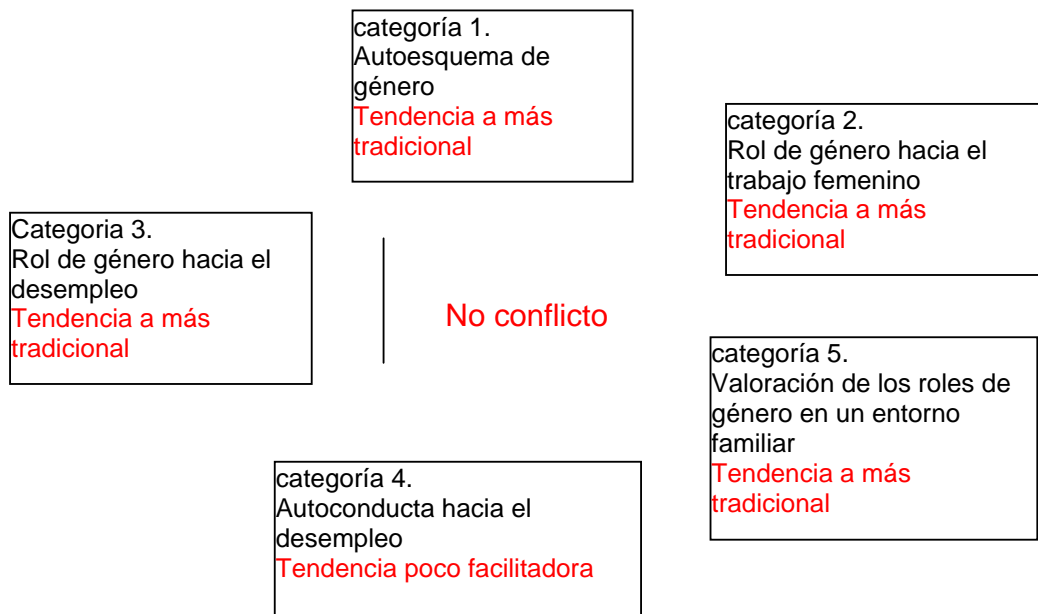 categoría 1.
Autoesquema de
género
Tendencia a más
tradicional
categoría 2.
Rol de género hacia el
trabajo femenino
Tendencia a más
tradicional
Categoria 3.
Rol de género hacia el
desempleo
Tendencia a más
tradicional
No conflicto
categoría 5.
Valoración de los roles de
género en un entorno
familiar
Tendencia a más
tradicional
categoría 4.
Autoconducta hacia el
desempleo
Tendencia poco facilitadora